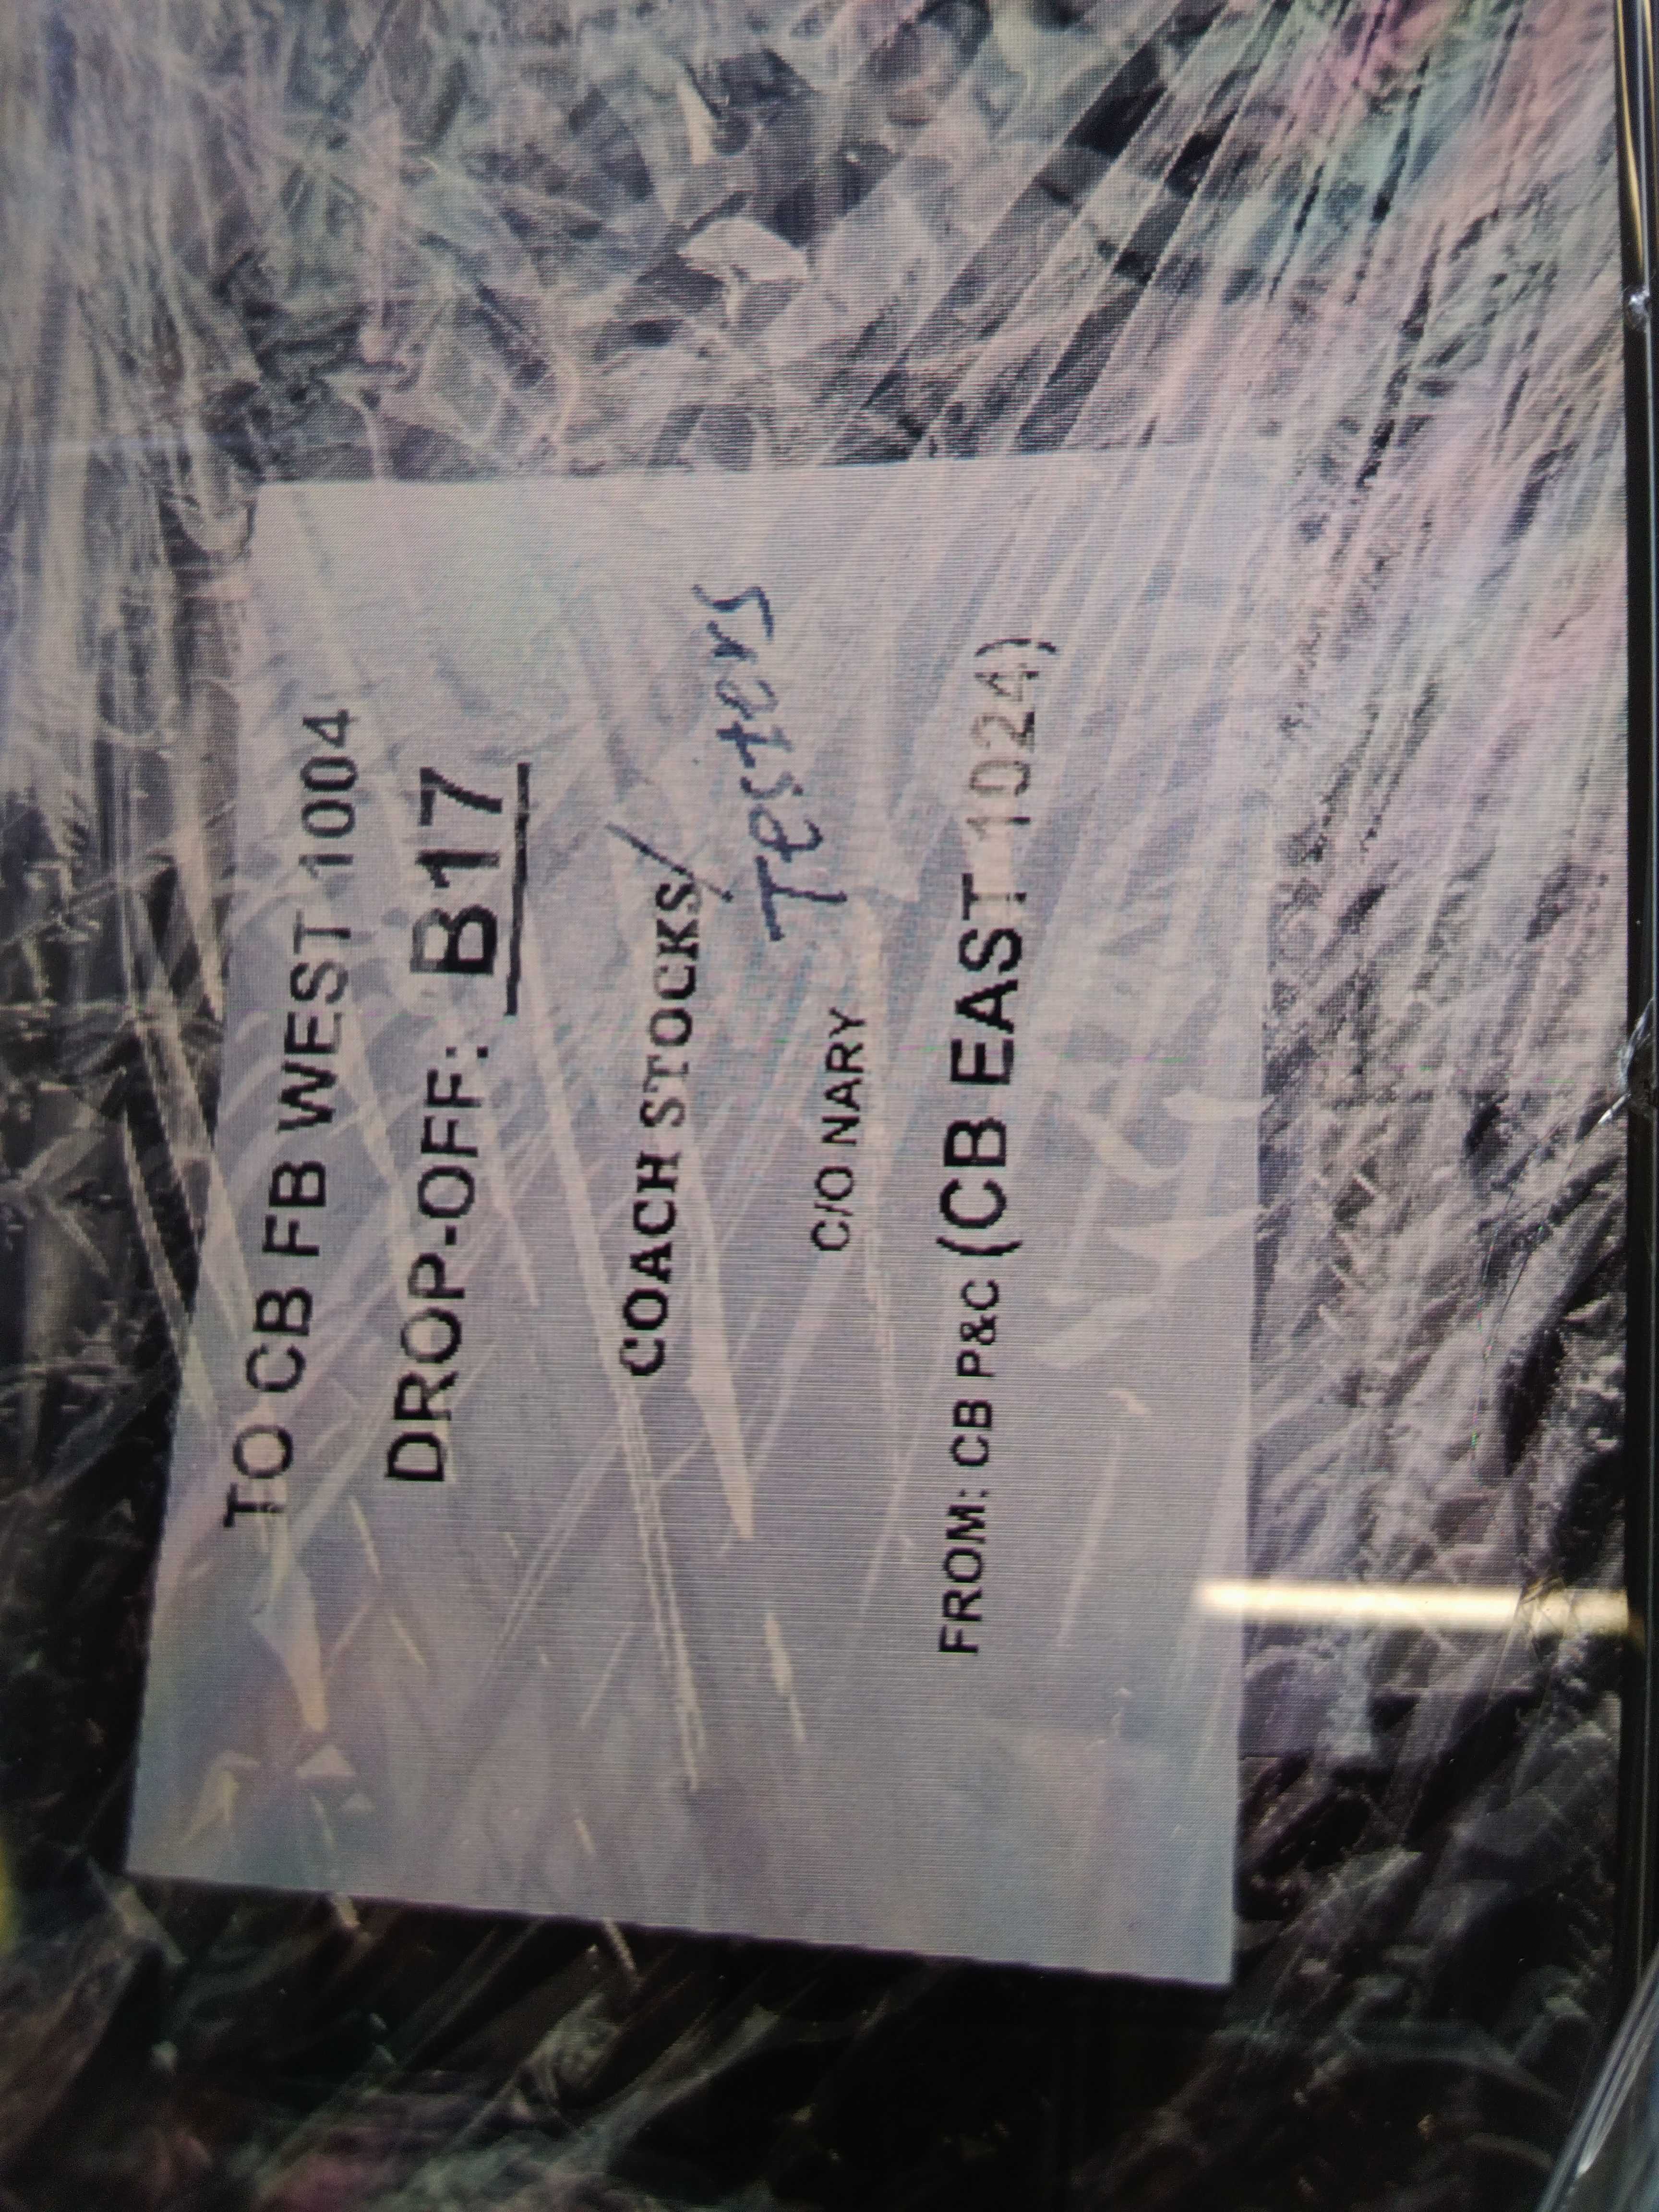 TO CB FB WEST 1004
DROP-OFF: B17
COACH STOCKS/
Testers
C/O NARY
FROM: CB P&C (CB EAST 1024)